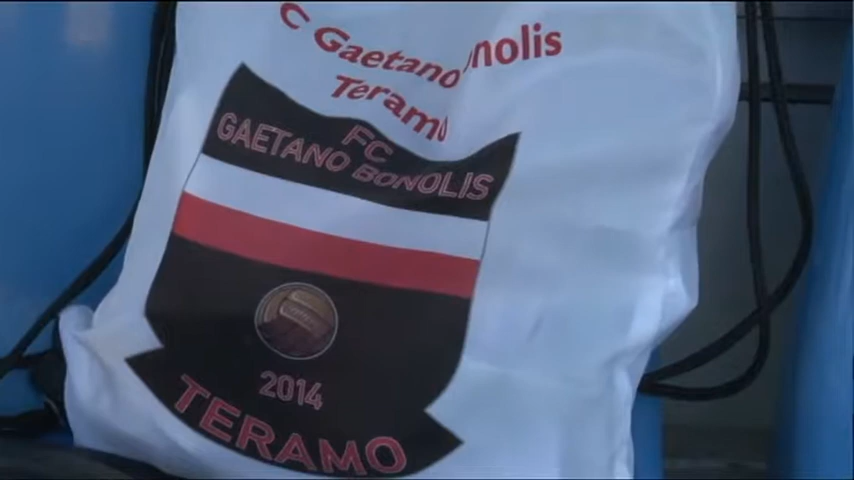 C Gaetano Bonolis
Teramo
FC
GAETANO BONOLIS
2014
TERAMO